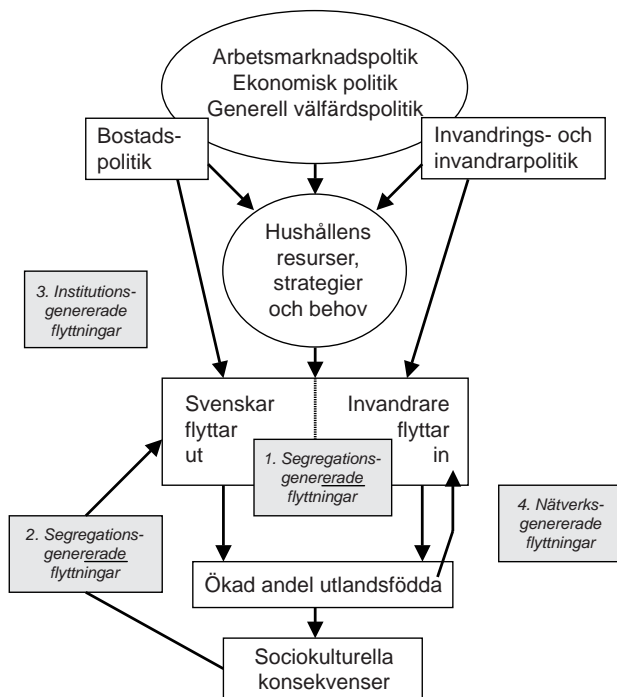 Arbetsmarknadspoltik
Ekonomisk politik
Generell välfärdspolitik
Bostads-
politik
Invandrings- och
invandrarpolitik
Hushållens
resurser,
strategier
och behov
3. Institutions-
genererade
flyttningar
Svenskar
flyttar
ut
Invandrare
flyttar
in
1. Segregations-
genererade
flyttningar
2. Segregations-
genererade
flyttningar
4. Nätverks-
genererade
flyttningar
Ökad andel utlandsfödda
Sociokulturella
konsekvenser